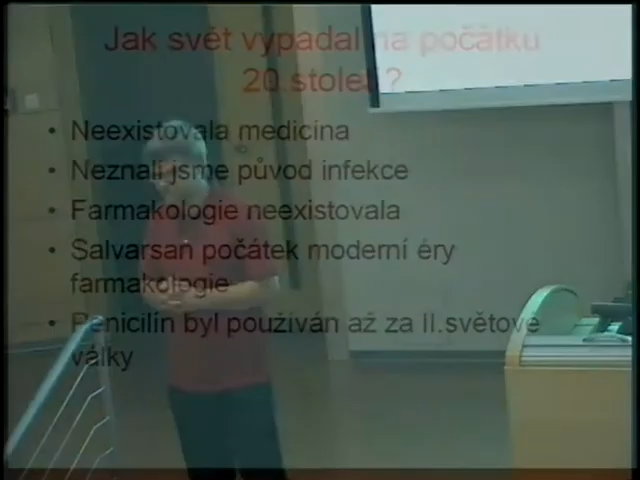 Jak svět vypadal na počátku
20.století?
• Neexistovala medicína
• Neznali jsme původ infekce
• Farmakologie neexistovala
• Salvarsan počátek moderní éry
farmakologie
• Penicilín byl používán až za II.světové
války